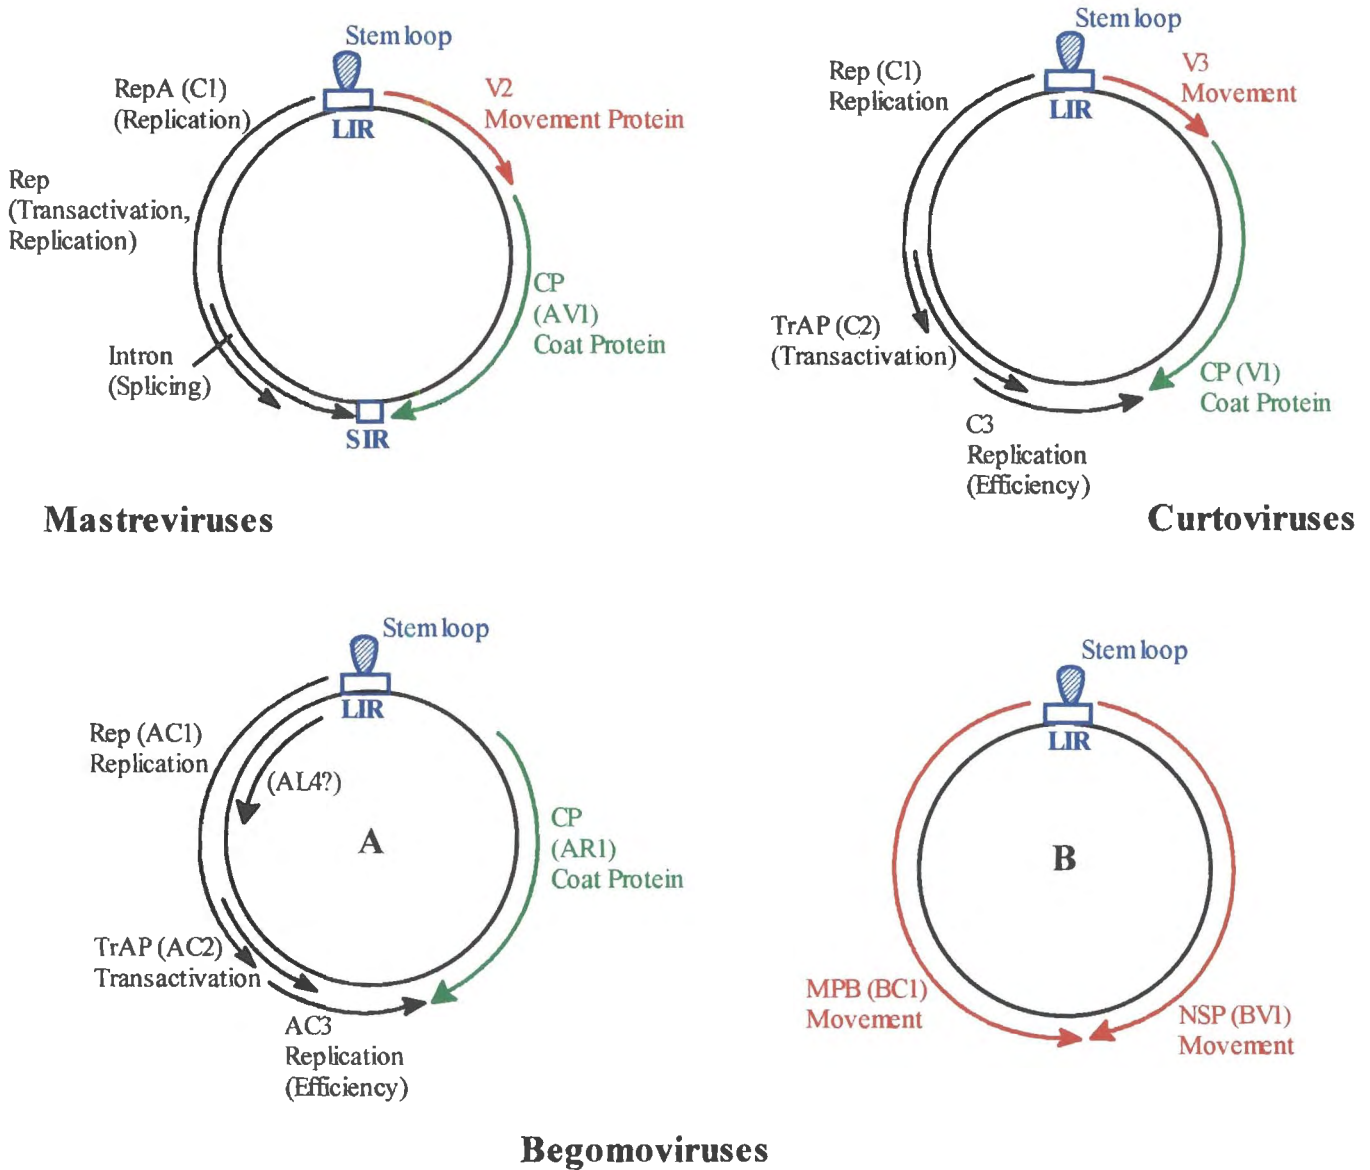 Stem loop
RepA (C1)
(Replication)
LIR
V2
Movement Protein
Rep
(Transactivation,
Replication)
CP
(AV1)
Coat Protein
Intron
(Splicing)
SIR
Mastreviruses
Stem loop
Rep (C1)
Replication
LIR
V3
Movement
TrAP (C2)
(Transactivation)
CP (V1)
Coat Protein
C3
Replication
(Efficiency)
Curtoviruses
Stem loop
LIR
Rep (AC1)
Replication
(AL4?)
A
CP
(AR1)
Coat Protein
TrAP (AC2)
Transactivation
AC3
Replication
(Efficiency)
Stem loop
LIR
B
MPB (BC1)
Movement
NSP (BV1)
Movement
Begomoviruses